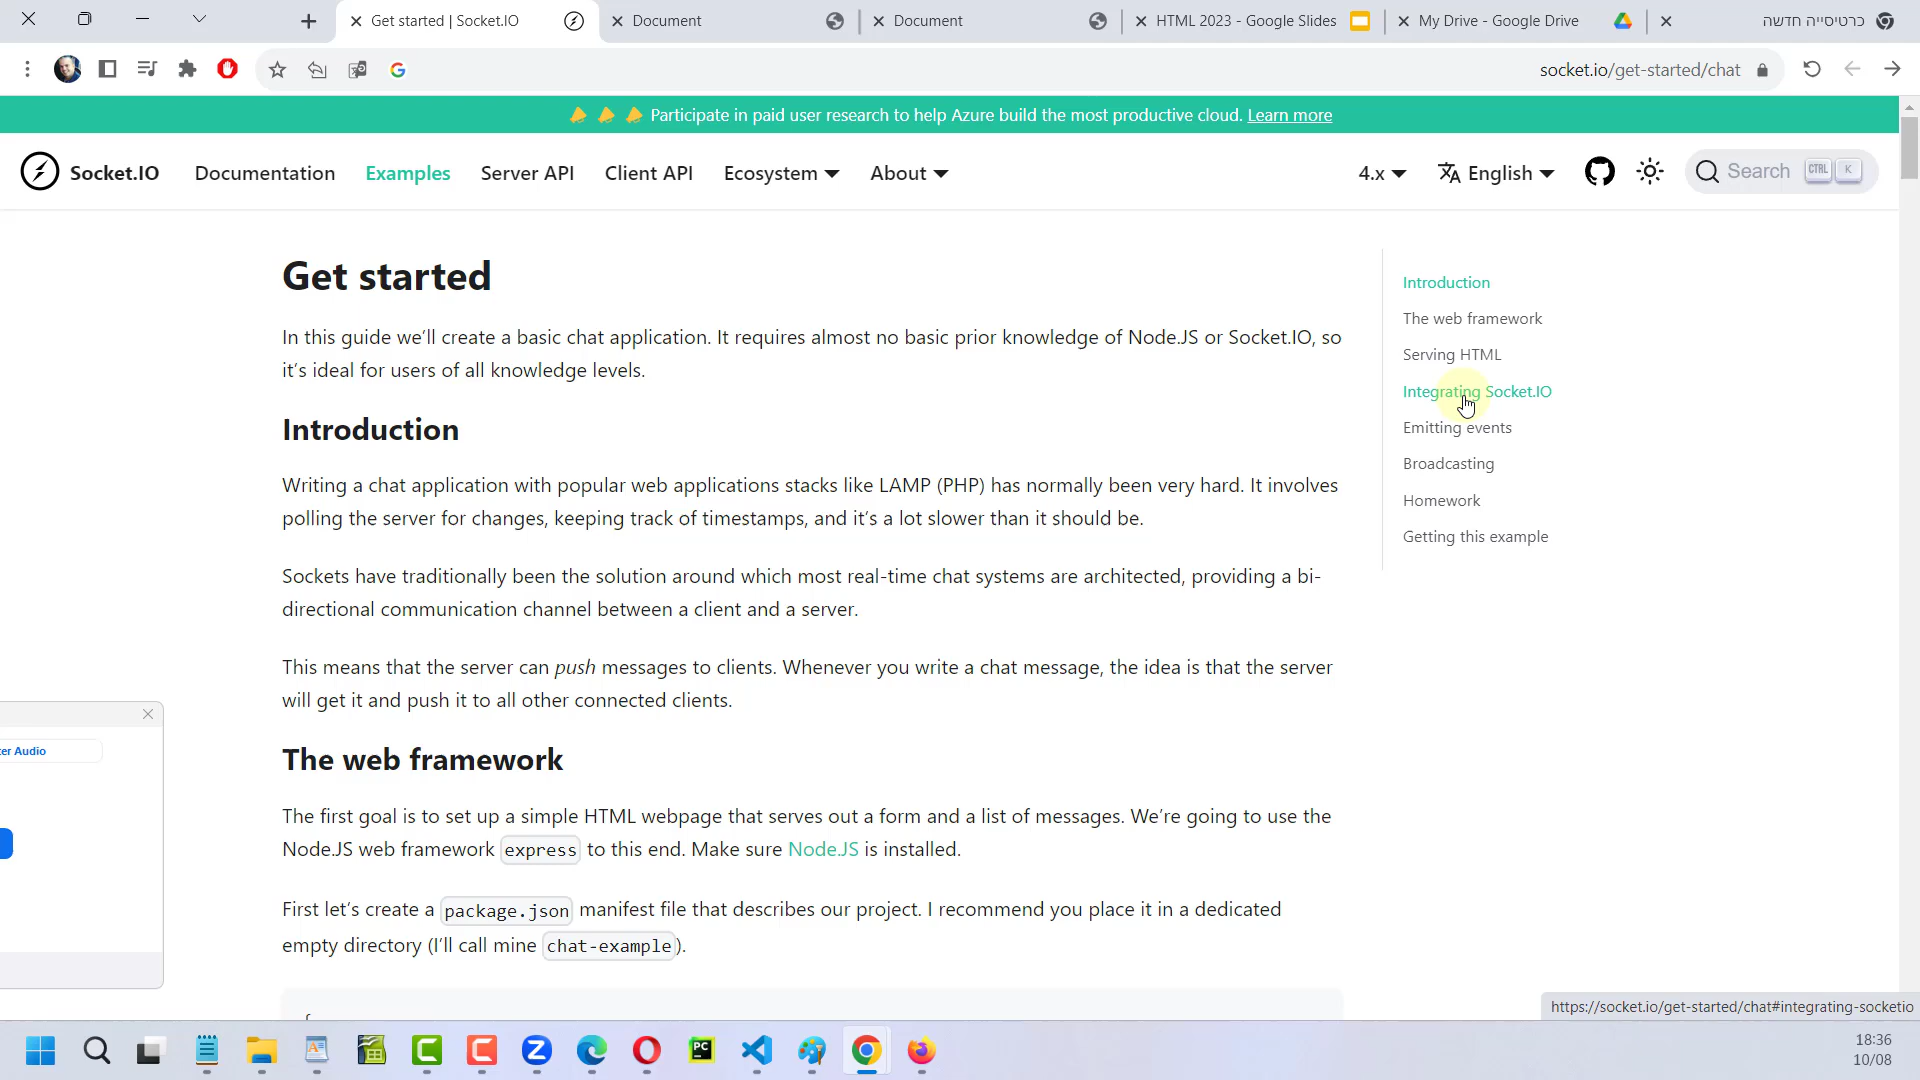 Get started | Socket.IO
Document
Document
HTML 2023 - Google Slides
My Drive - Google Drive
כרטיסייה חדשה
socket.io/get-started/chat
Participate in paid user research to help Azure build the most productive cloud. Learn more
Socket.IO
Documentation
Examples
Server API
Client API
Ecosystem
About
4.x
English
Search
CTRL
K
Get started
In this guide we’ll create a basic chat application. It requires almost no basic prior knowledge of Node.JS or Socket.IO, so
it’s ideal for users of all knowledge levels.
Introduction
Writing a chat application with popular web applications stacks like LAMP (PHP) has normally been very hard. It involves
polling the server for changes, keeping track of timestamps, and it’s a lot slower than it should be.
Sockets have traditionally been the solution around which most real-time chat systems are architected, providing a bi-
directional communication channel between a client and a server.
This means that the server can push messages to clients. Whenever you write a chat message, the idea is that the server
will get it and push it to all other connected clients.
The web framework
The first goal is to set up a simple HTML webpage that serves out a form and a list of messages. We’re going to use the
Node.JS web framework express to this end. Make sure Node.JS is installed.
First let’s create a package.json manifest file that describes our project. I recommend you place it in a dedicated
empty directory (I’ll call mine chat-example).
Introduction
The web framework
Serving HTML
Integrating Socket.IO
Emitting events
Broadcasting
Homework
Getting this example
er Audio
https://socket.io/get-started/chat#integrating-socketio
PC
18:36
10/08